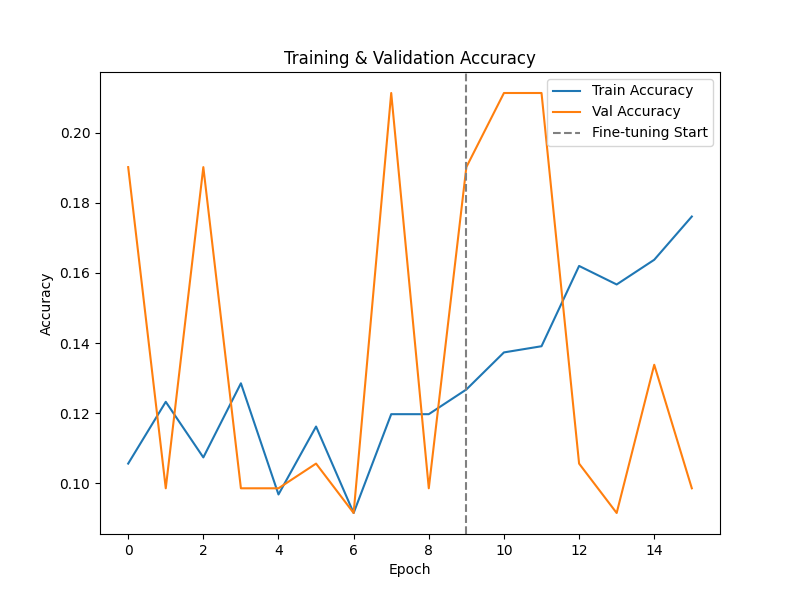 Training & Validation Accuracy
Train Accuracy
Val Accuracy
Fine-tuning Start
Accuracy
0.20
0.18
0.16
0.14
0.12
0.10
0 2 4 6 8 10 12 14
Epoch